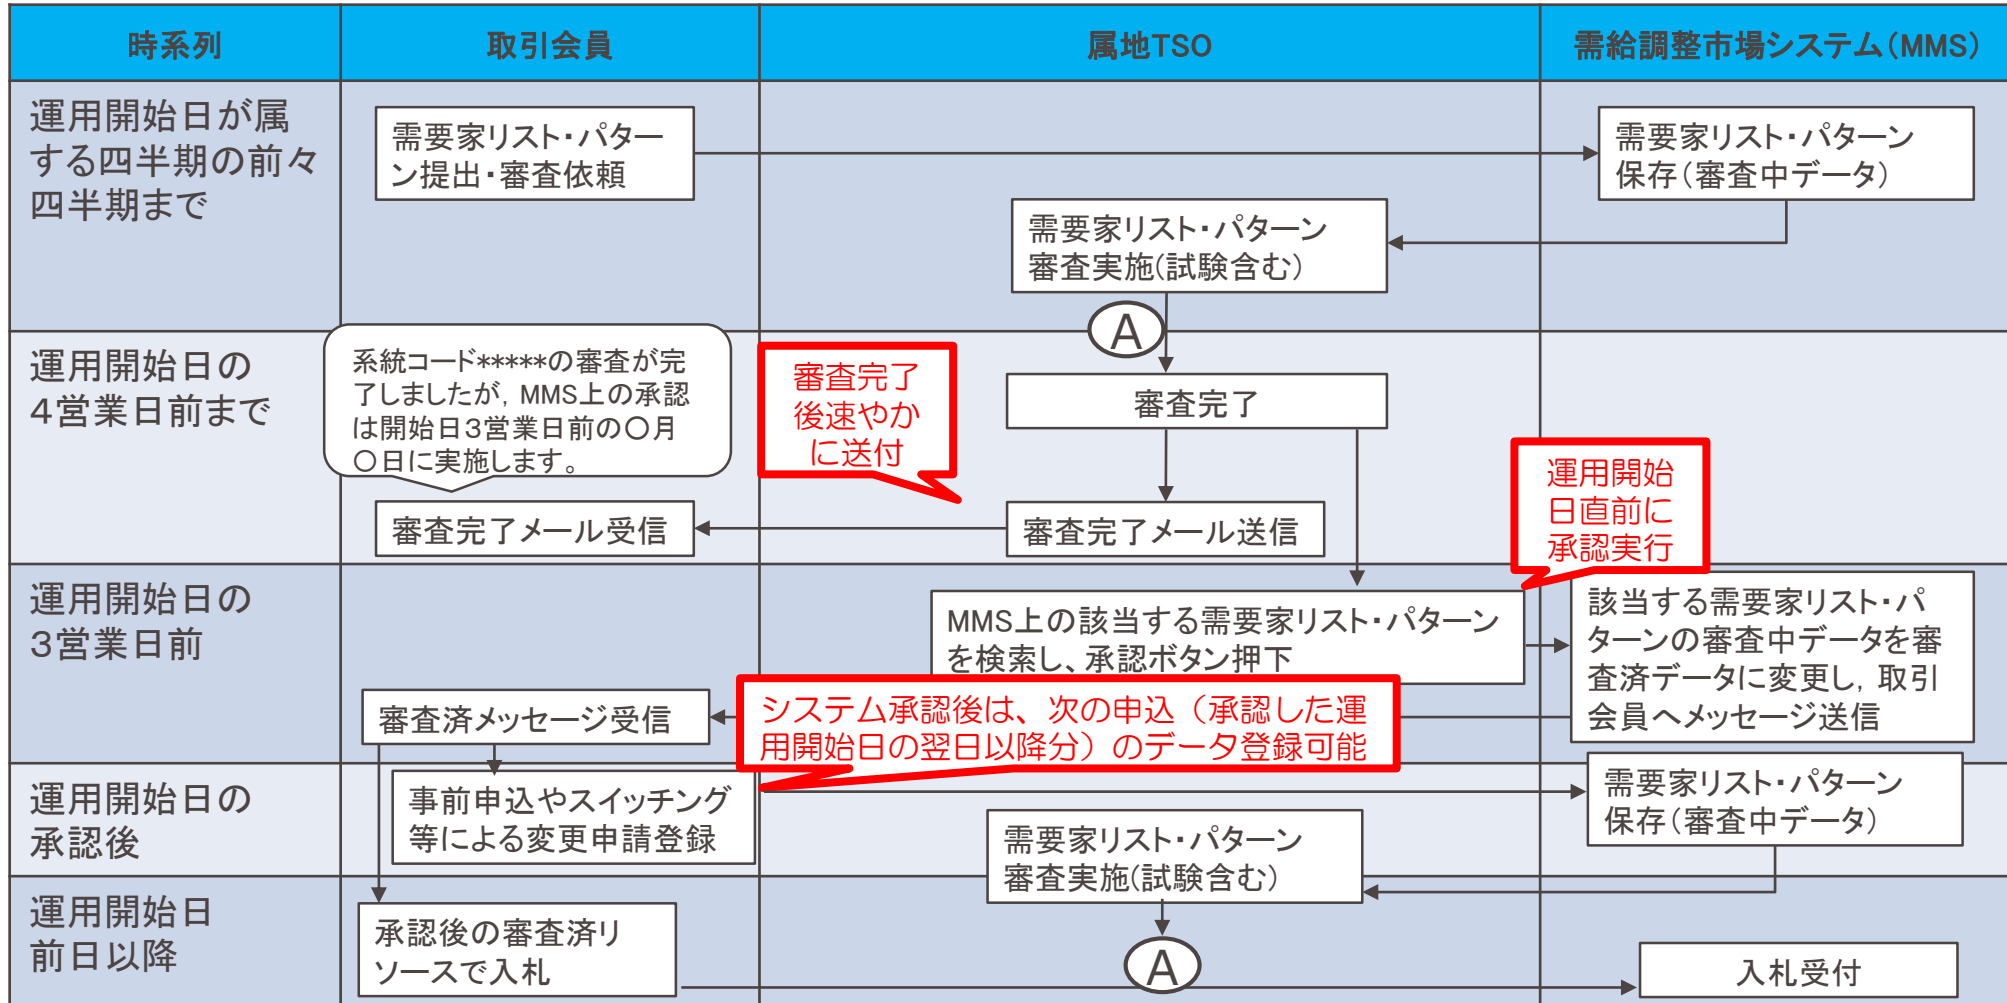 時系列
取引会員
属地TSO
需給調整市場システム(MMS)
運用開始日が属
する四半期の前々
四半期まで
需要家リスト・パター
ン提出・審査依頼
需要家リスト・パターン
保存(審査中データ)
需要家リスト・パターン
審査実施(試験含む)
A
運用開始日の
4営業日前まで
系統コード*****の審査が完
了しましたが, MMS上の承認
は開始日3営業日前の〇月
〇日に実施します。
審査完了
後速やか
に送付
審査完了
運用開始
日直前に
承認実行
審査完了メール受信
審査完了メール送信
運用開始日の
3営業日前
MMS上の該当する需要家リスト・パターン
を検索し、承認ボタン押下
該当する需要家リスト・パ
ターンの審査中データを審
査済データに変更し, 取引
会員へメッセージ送信
審査済メッセージ受信
システム承認後は、次の申込（承認した運
用開始日の翌日以降分）のデータ登録可能
運用開始日の
承認後
事前申込やスイッチング
等による変更申請登録
需要家リスト・パターン
保存(審査中データ)
需要家リスト・パターン
審査実施(試験含む)
運用開始日
前日以降
承認後の審査済リ
ソースで入札
A
入札受付